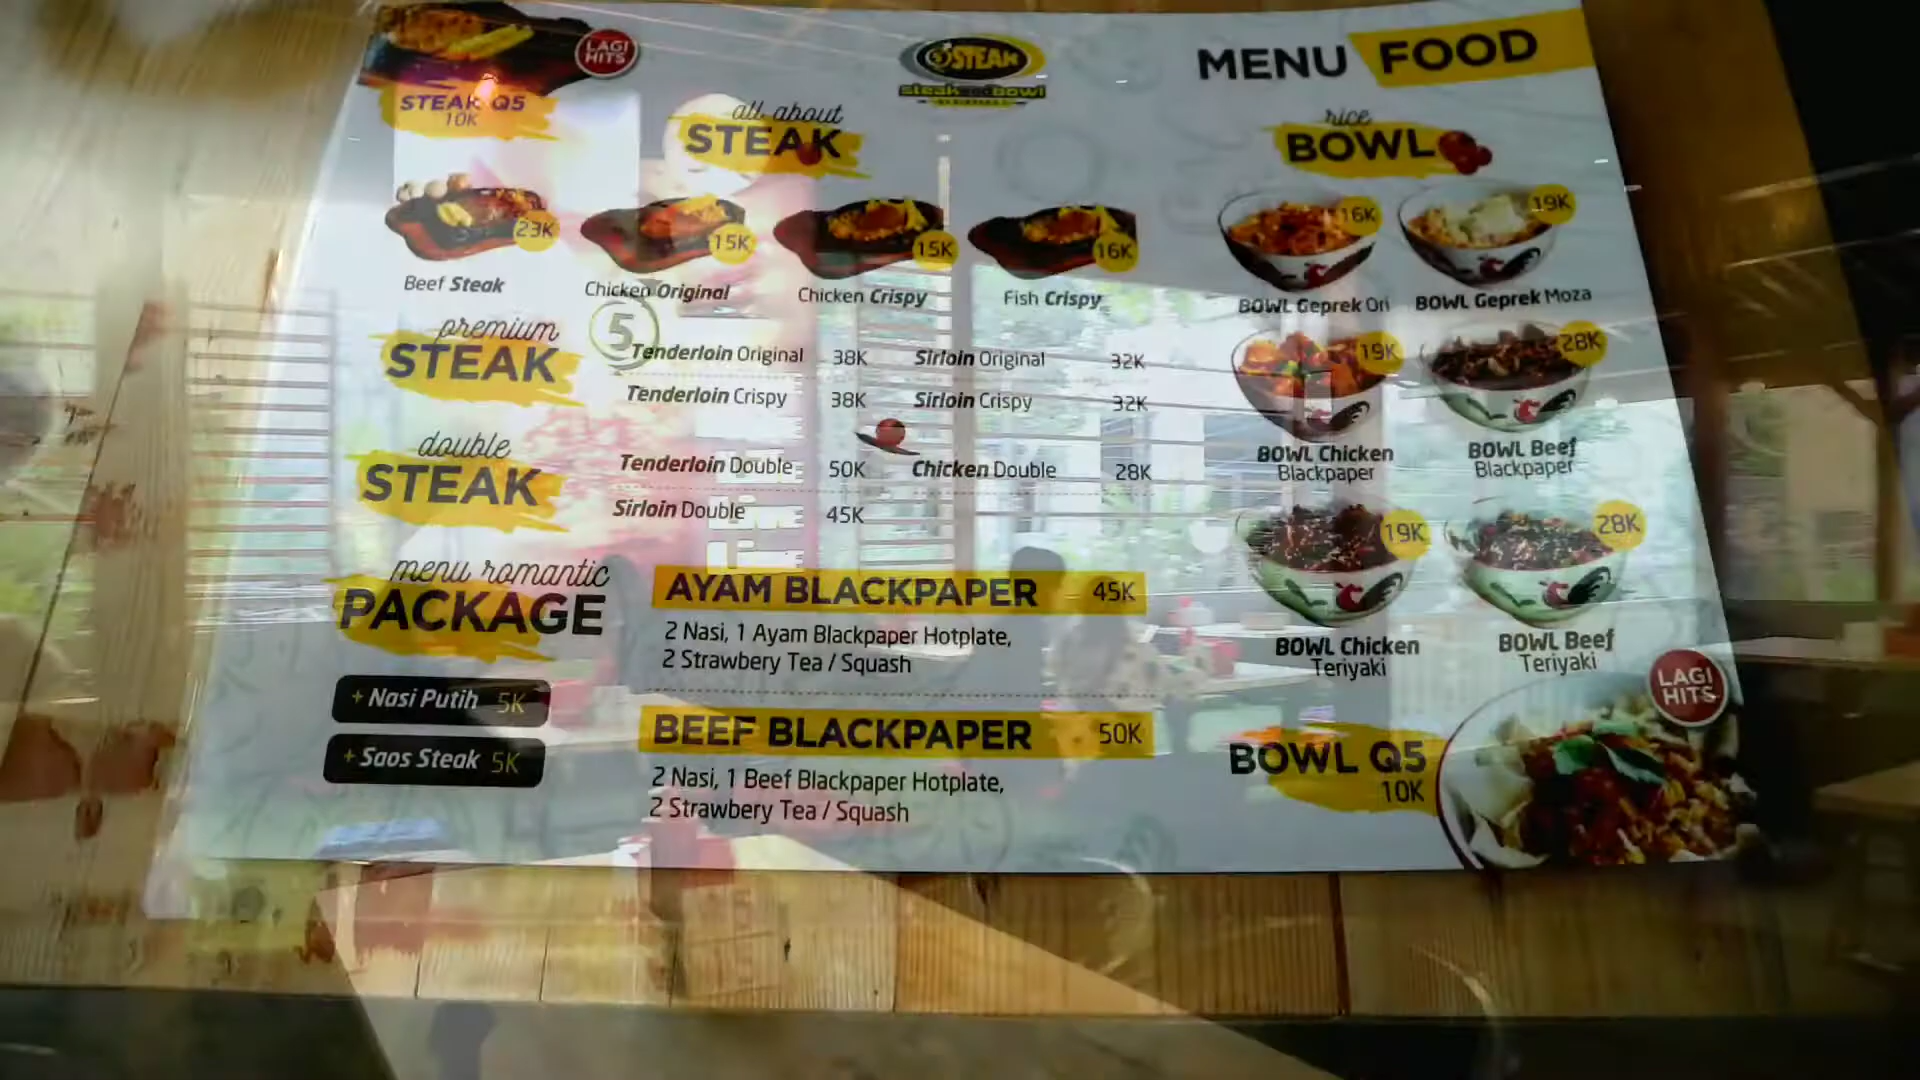 LAGI
HITS
STEAK Q5
10K
STEAK
steak and Bowl
MENU FOOD
all about
STEAK
23K
15K
15K
16K
Beef Steak
Chicken Original
Chicken Crispy
Fish Crispy
premium
STEAK
5
Tenderloin Original 38K
Sirloin Original 32K
Tenderloin Crispy 38K
Sirloin Crispy 32K
double
STEAK
Tenderloin Double 50K
Chicken Double 28K
Sirloin Double 45K
menu romantic
PACKAGE
AYAM BLACKPAPER 45K
2 Nasi, 1 Ayam Blackpaper Hotplate,
2 Strawbery Tea / Squash
+ Nasi Putih 5K
+ Saos Steak 5K
BEEF BLACKPAPER 50K
2 Nasi, 1 Beef Blackpaper Hotplate,
2 Strawbery Tea / Squash
rice
BOWL
16K
19K
BOWL Geprek Ori
BOWL Geprek Moza
19K
28K
BOWL Chicken
Blackpaper
BOWL Beef
Blackpaper
19K
28K
BOWL Chicken
Teriyaki
BOWL Beef
Teriyaki
LAGI
HITS
BOWL Q5
10K